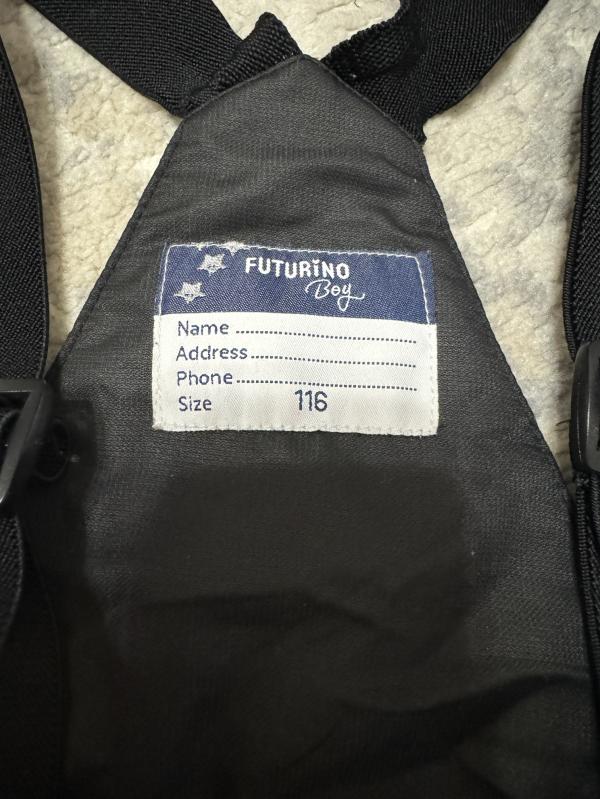 FUTURINO
Boy
Name ........................................
Address ....................................
Phone .......................................
Size 116